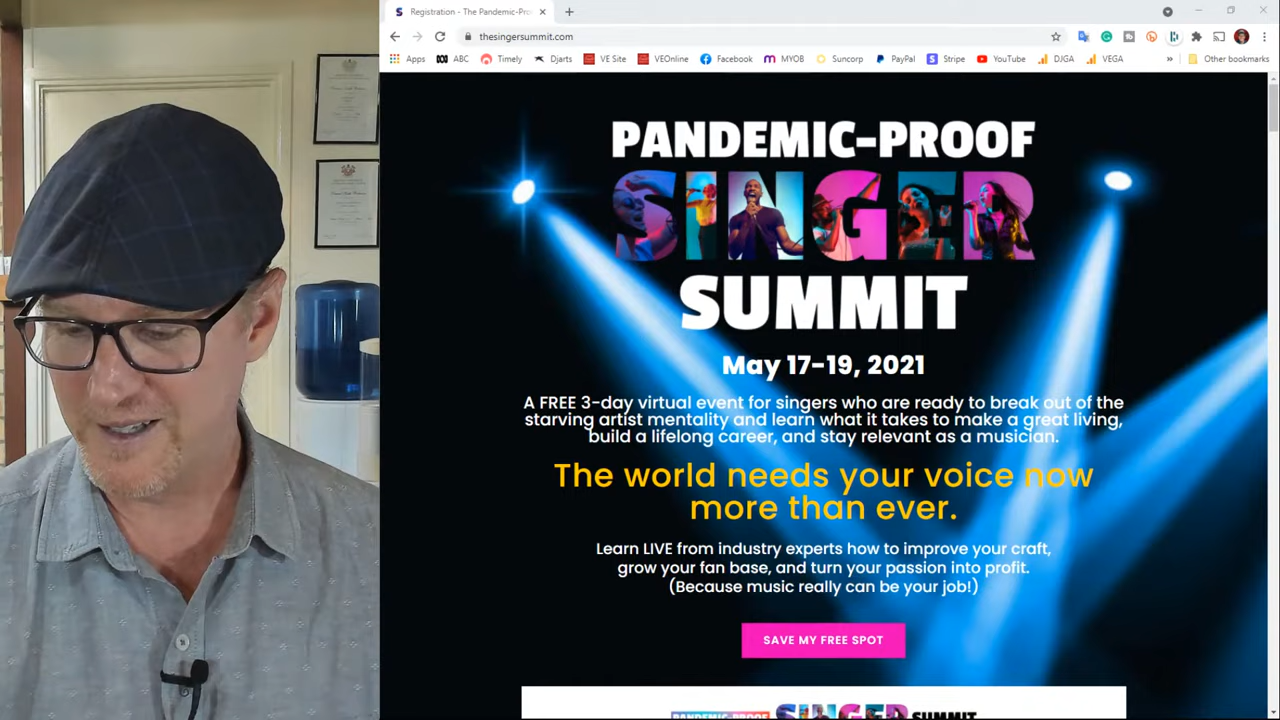 Registration - The Pandemic-Pro
thesingersummit.com
Apps ABC Timely Djarts VE Site VEOnline Facebook MYOB Suncorp PayPal Stripe YouTube DJGA VEGA » Other bookmarks
PANDEMIC-PROOF
SINGER
SUMMIT
May 17-19, 2021
A FREE 3-day virtual event for singers who are ready to break out of the
starving artist mentality and learn what it takes to make a great living,
build a lifelong career, and stay relevant as a musician.
The world needs your voice now
more than ever.
Learn LIVE from industry experts how to improve your craft,
grow your fan base, and turn your passion into profit.
(Because music really can be your job!)
SAVE MY FREE SPOT
PANDEMIC-PROOF SINGER SUMMIT